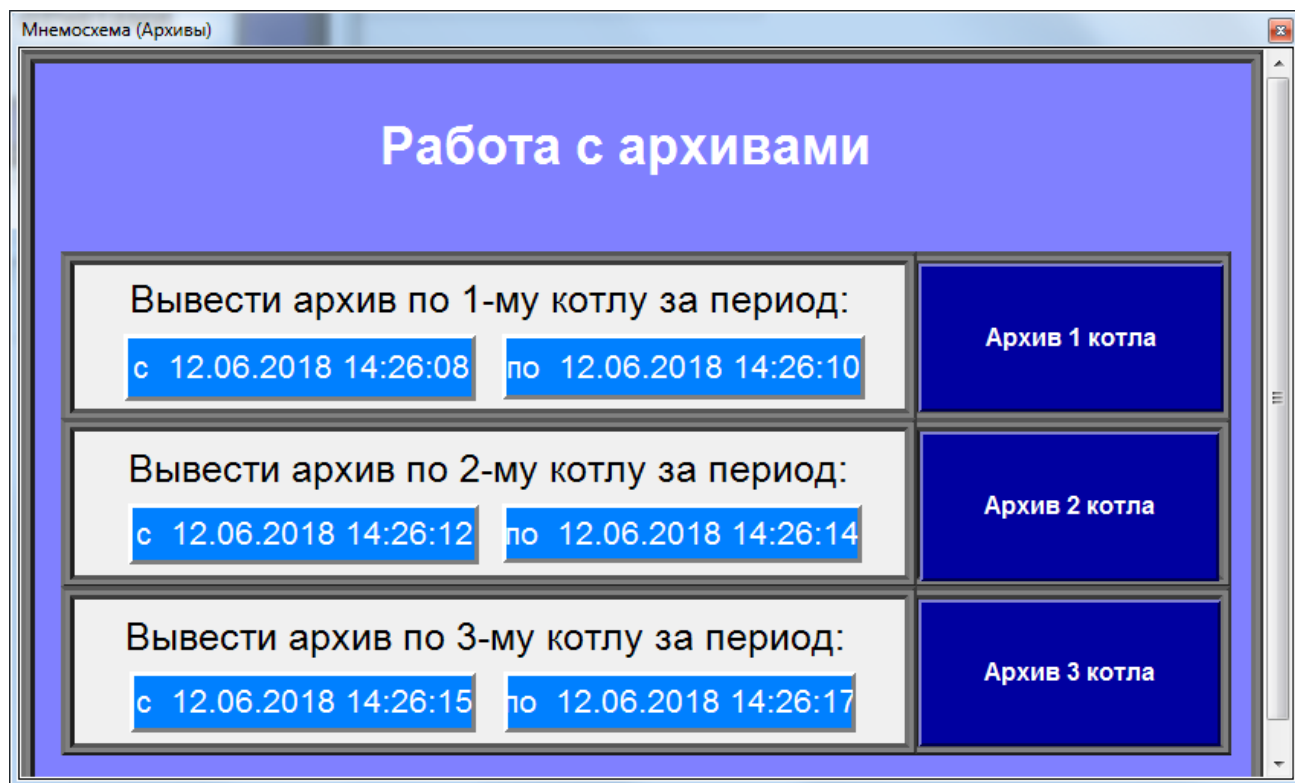 Мнемосхема (Архивы)
Работа с архивами
Вывести архив по 1-му котлу за период:
с 12.06.2018 14:26:08 по 12.06.2018 14:26:10
Архив 1 котла
Вывести архив по 2-му котлу за период:
с 12.06.2018 14:26:12 по 12.06.2018 14:26:14
Архив 2 котла
Вывести архив по 3-му котлу за период:
с 12.06.2018 14:26:15 по 12.06.2018 14:26:17
Архив 3 котла